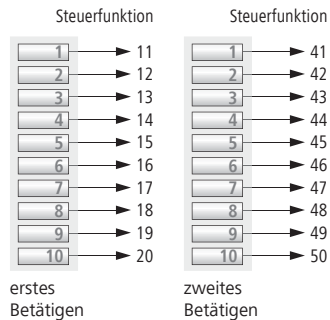 Steuerfunktion Steuerfunktion
1 11 1 41
2 12 2 42
3 13 3 43
4 14 4 44
5 15 5 45
6 16 6 46
7 17 7 47
8 18 8 48
9 19 9 49
10 20 10 50
erstes zweites
Betätigen Betätigen